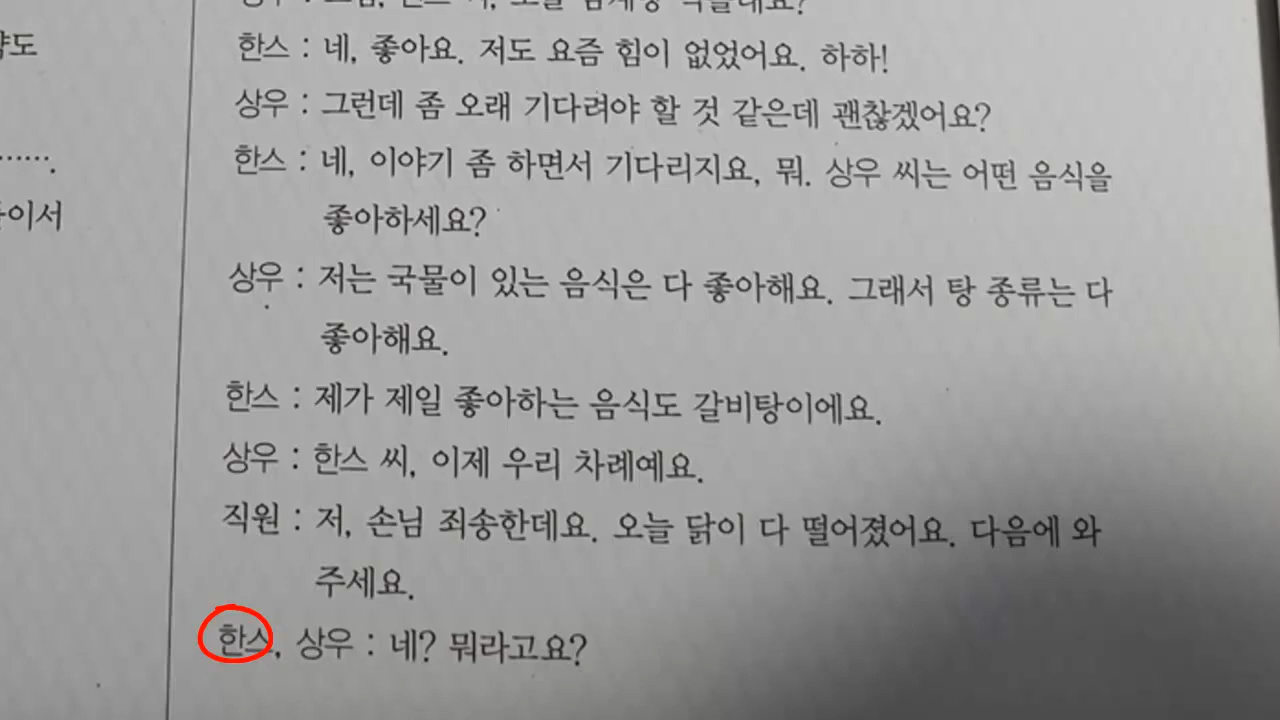 약도
한스 : 네, 좋아요. 저도 요즘 힘이 없었어요. 하하!
상우 : 그런데 좀 오래 기다려야 할 것 같은데 괜찮겠어요?
…….
한스 : 네, 이야기 좀 하면서 기다리지요, 뭐. 상우 씨는 어떤 음식을
이서
좋아하세요?
상우 : 저는 국물이 있는 음식은 다 좋아해요. 그래서 탕 종류는 다
좋아해요.
한스 : 제가 제일 좋아하는 음식도 갈비탕이에요.
상우 : 한스 씨, 이제 우리 차례예요.
직원 : 저, 손님 죄송한데요. 오늘 닭이 다 떨어졌어요. 다음에 와
주세요.
한스, 상우 : 네? 뭐라고요?